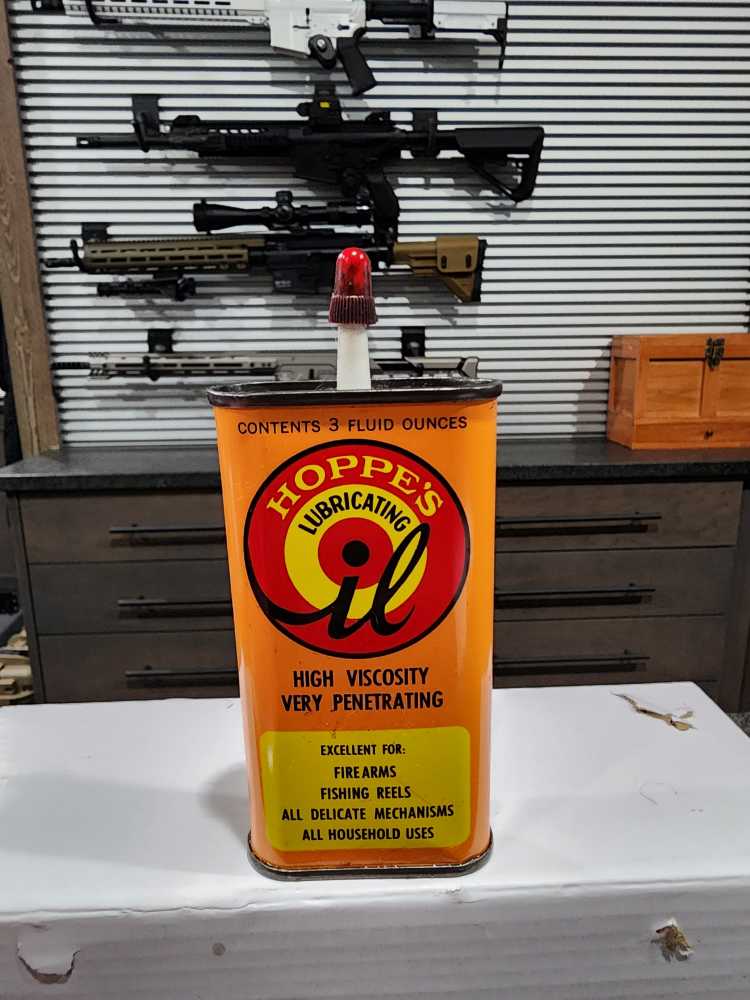 CONTENTS 3 FLUID OUNCES
HOPPE'S
LUBRICATING
Oil
HIGH VISCOSITY
VERY PENETRATING
EXCELLENT FOR:
FIREARMS
FISHING REELS
ALL DELICATE MECHANISMS
ALL HOUSEHOLD USES